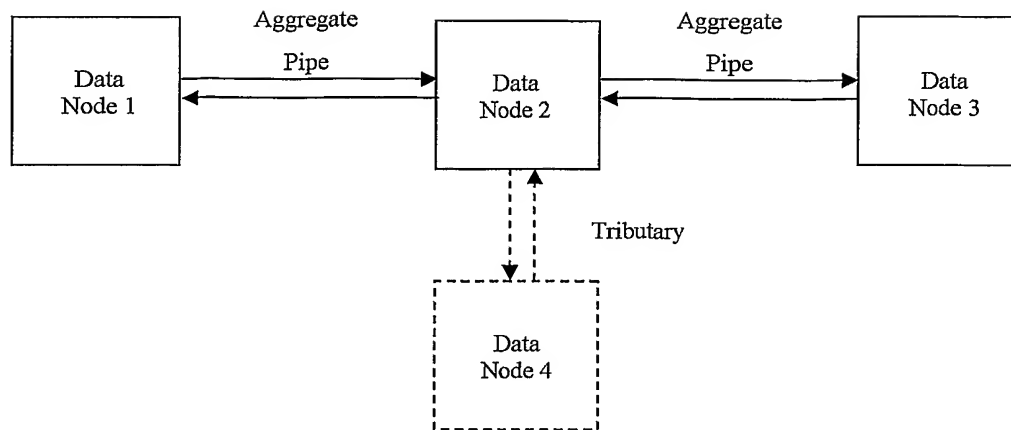 Aggregate
Pipe
Aggregate
Pipe
Data
Node 1
Data
Node 2
Data
Node 3
Tributary
Data
Node 4